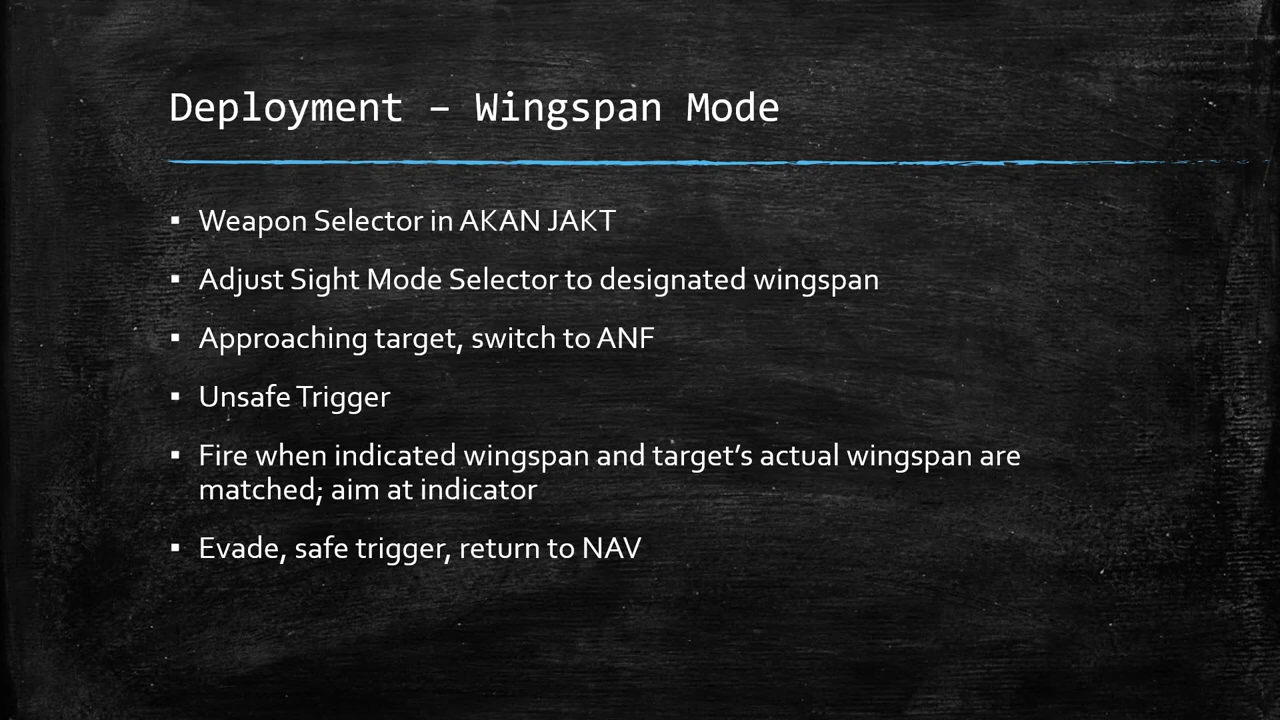 Deployment – Wingspan Mode
▪ Weapon Selector in AKAN JAKT
▪ Adjust Sight Mode Selector to designated wingspan
▪ Approaching target, switch to ANF
▪ Unsafe Trigger
▪ Fire when indicated wingspan and target’s actual wingspan are
matched; aim at indicator
▪ Evade, safe trigger, return to NAV